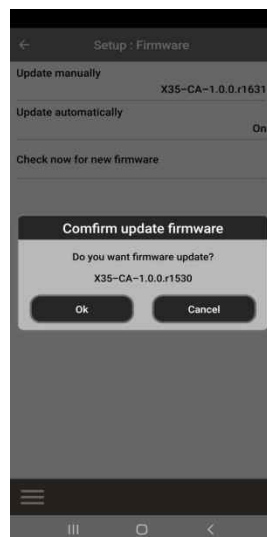 Setup : Firmware
Update manually
X35-CA-1.0.0.r1631
Update automatically
On
Check now for new firmware
Comfirm update firmware
Do you want firmware update?
X35-CA-1.0.0.r1530
Ok
Cancel